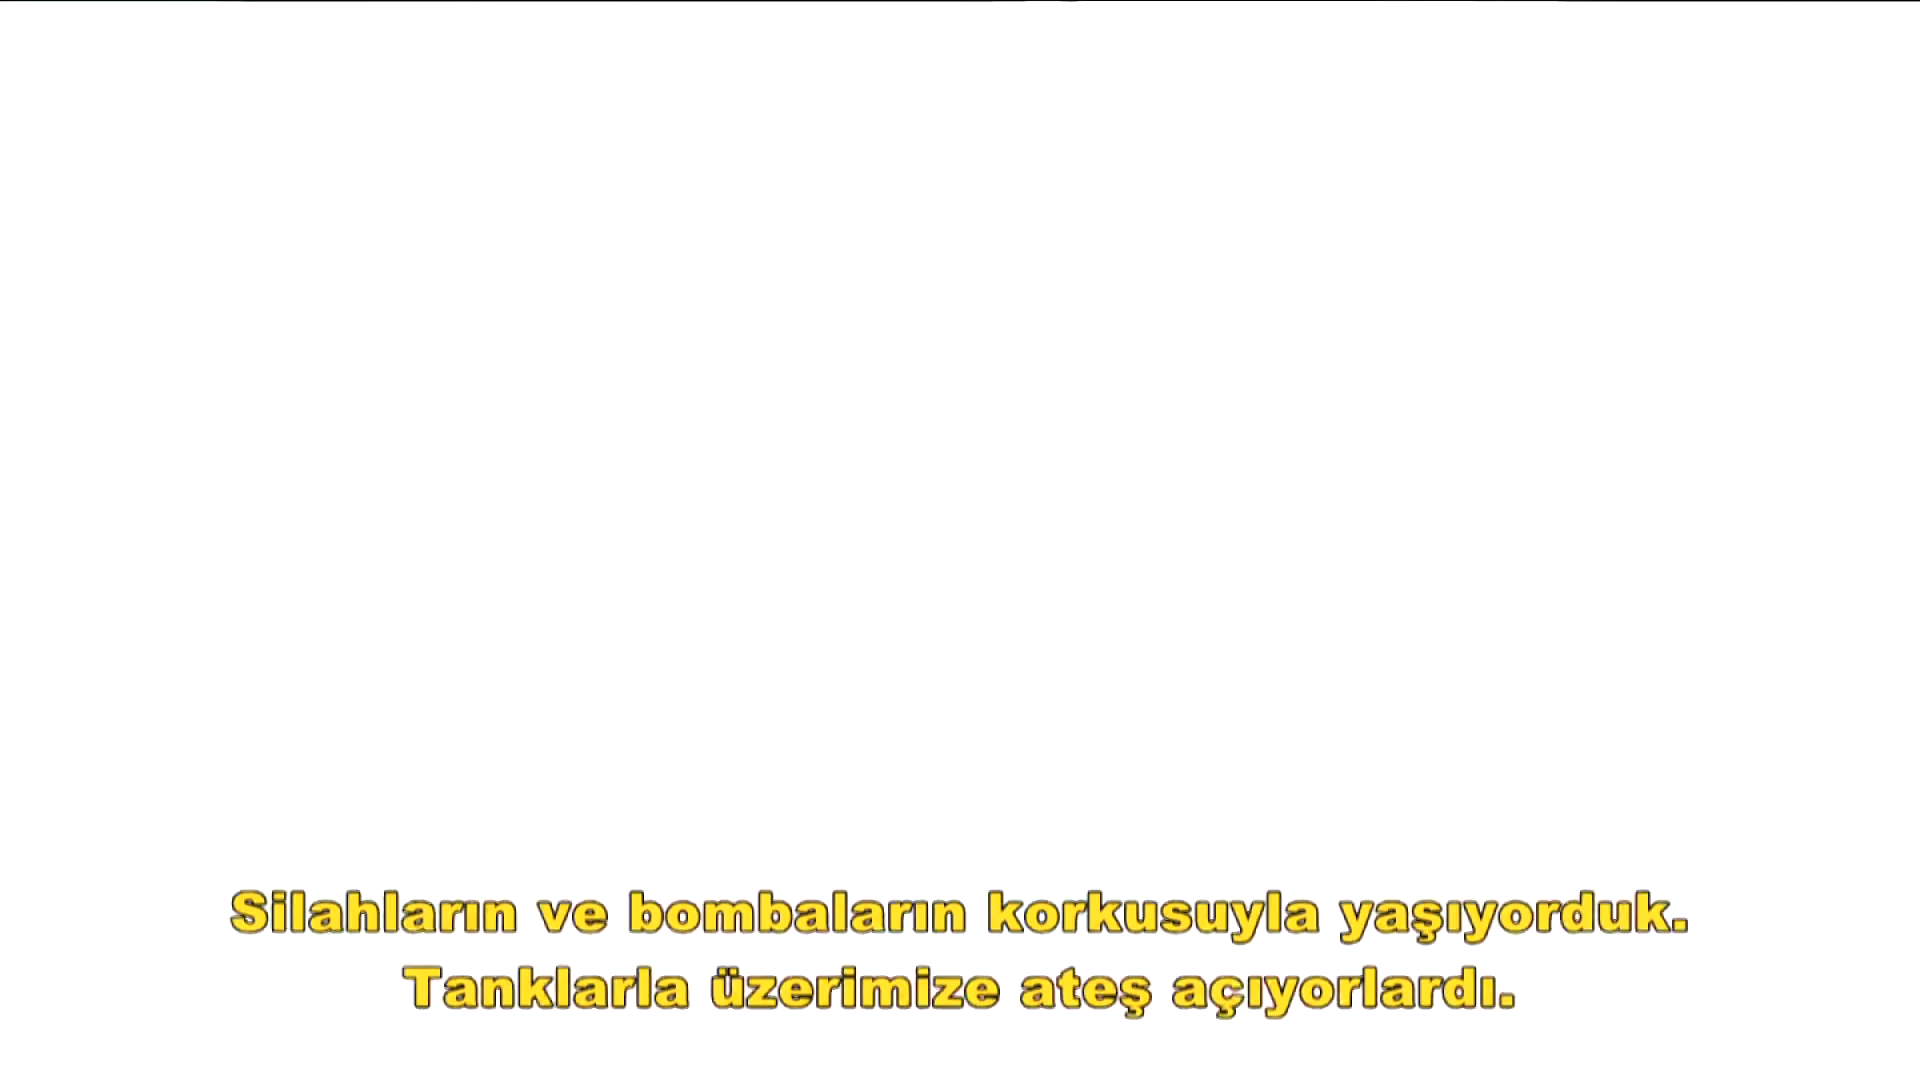 Silahların ve bombaların korkusuyla yaşıyorduk.
Tanklarla üzerimize ateş açıyorlardı.